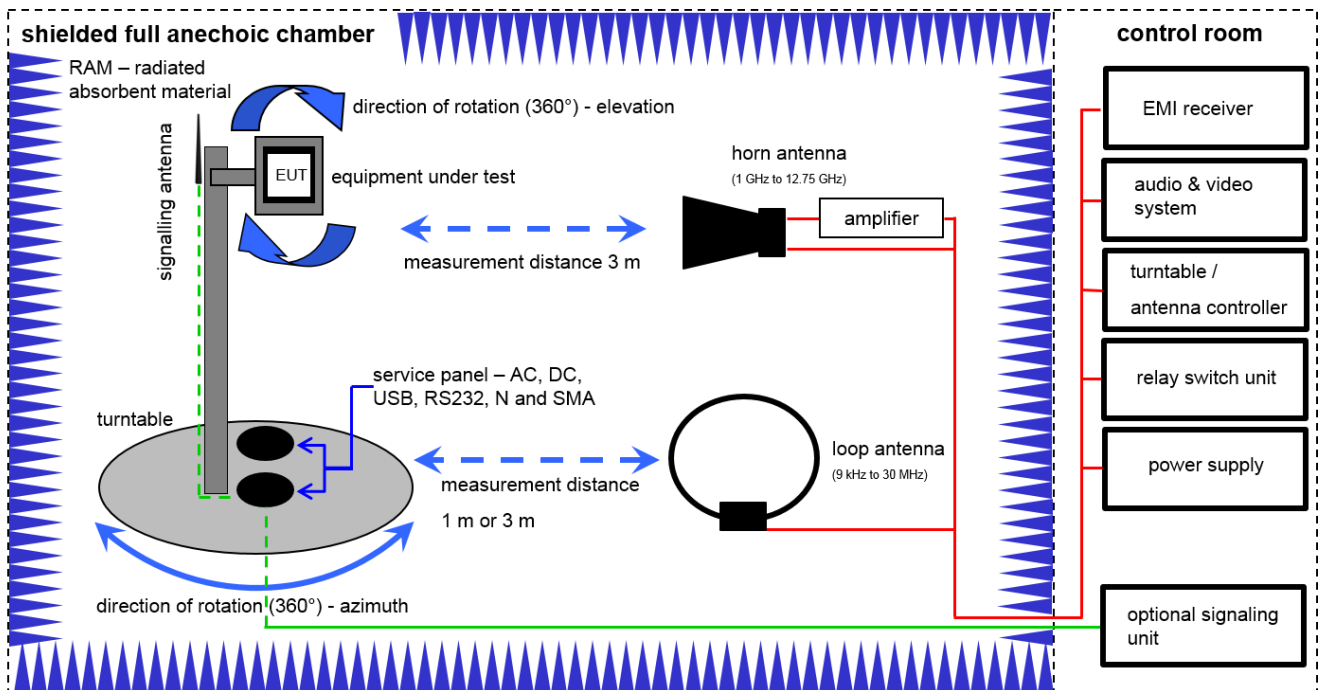 shielded full anechoic chamber
control room
RAM – radiated
absorbent material
direction of rotation (360°) - elevation
signalling antenna
EUT
equipment under test
horn antenna
(1 GHz to 12.75 GHz)
amplifier
measurement distance 3 m
service panel – AC, DC,
USB, RS232, N and SMA
turntable
loop antenna
(9 kHz to 30 MHz)
measurement distance
1 m or 3 m
direction of rotation (360°) - azimuth
EMI receiver
audio & video
system
turntable /
antenna controller
relay switch unit
power supply
optional signaling
unit